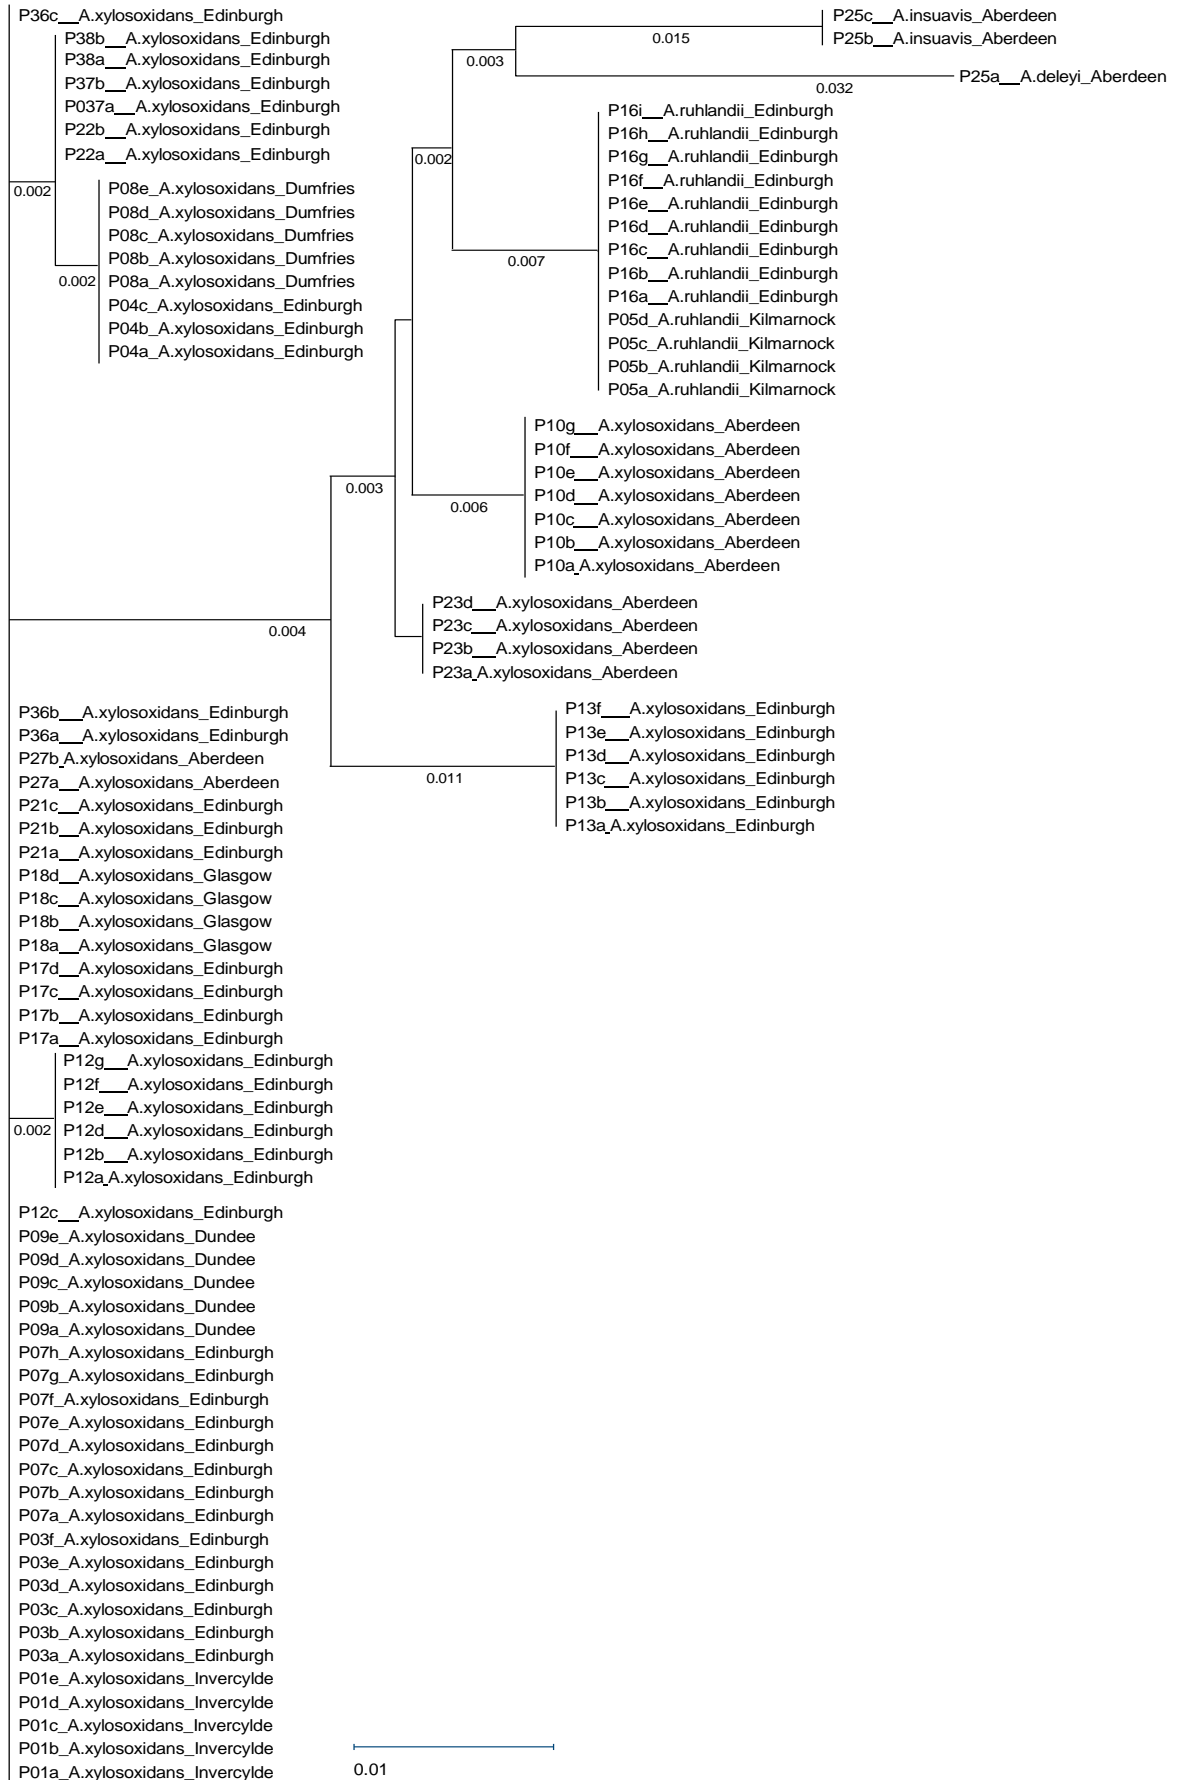 P36c__A.xylosoxidans_Edinburgh
P38b__A.xylosoxidans_Edinburgh
P38a__A.xylosoxidans_Edinburgh
P37b__A.xylosoxidans_Edinburgh
P037a__A.xylosoxidans_Edinburgh
P22b__A.xylosoxidans_Edinburgh
P22a__A.xylosoxidans_Edinburgh
0.002
P08e_A.xylosoxidans_Dumfries
P08d_A.xylosoxidans_Dumfries
P08c_A.xylosoxidans_Dumfries
P08b_A.xylosoxidans_Dumfries
P08a_A.xylosoxidans_Dumfries
0.002
P04c_A.xylosoxidans_Edinburgh
P04b_A.xylosoxidans_Edinburgh
P04a_A.xylosoxidans_Edinburgh
P25c__A.insuavis_Aberdeen
P25b__A.insuavis_Aberdeen
0.015
0.003
P25a__A.deleyi_Aberdeen
0.032
P16i__A.ruhlandii_Edinburgh
P16h__A.ruhlandii_Edinburgh
P16g__A.ruhlandii_Edinburgh
P16f__A.ruhlandii_Edinburgh
P16e__A.ruhlandii_Edinburgh
P16d__A.ruhlandii_Edinburgh
P16c__A.ruhlandii_Edinburgh
P16b__A.ruhlandii_Edinburgh
P16a__A.ruhlandii_Edinburgh
P05d_A.ruhlandii_Kilmarnock
P05c_A.ruhlandii_Kilmarnock
P05b_A.ruhlandii_Kilmarnock
P05a_A.ruhlandii_Kilmarnock
0.002
0.007
P10g__A.xylosoxidans_Aberdeen
P10f__A.xylosoxidans_Aberdeen
P10e__A.xylosoxidans_Aberdeen
P10d__A.xylosoxidans_Aberdeen
P10c__A.xylosoxidans_Aberdeen
P10b__A.xylosoxidans_Aberdeen
P10a_A.xylosoxidans_Aberdeen
0.003
0.006
P23d__A.xylosoxidans_Aberdeen
P23c__A.xylosoxidans_Aberdeen
P23b__A.xylosoxidans_Aberdeen
P23a_A.xylosoxidans_Aberdeen
0.004
P13f__A.xylosoxidans_Edinburgh
P13e__A.xylosoxidans_Edinburgh
P13d__A.xylosoxidans_Edinburgh
P13c__A.xylosoxidans_Edinburgh
P13b__A.xylosoxidans_Edinburgh
P13a_A.xylosoxidans_Edinburgh
0.011
P36b__A.xylosoxidans_Edinburgh
P36a__A.xylosoxidans_Edinburgh
P27b_A.xylosoxidans_Aberdeen
P27a__A.xylosoxidans_Aberdeen
P21c__A.xylosoxidans_Edinburgh
P21b__A.xylosoxidans_Edinburgh
P21a__A.xylosoxidans_Edinburgh
P18d__A.xylosoxidans_Glasgow
P18c__A.xylosoxidans_Glasgow
P18b__A.xylosoxidans_Glasgow
P18a__A.xylosoxidans_Glasgow
P17d__A.xylosoxidans_Edinburgh
P17c__A.xylosoxidans_Edinburgh
P17b__A.xylosoxidans_Edinburgh
P17a__A.xylosoxidans_Edinburgh
P12g__A.xylosoxidans_Edinburgh
P12f__A.xylosoxidans_Edinburgh
P12e__A.xylosoxidans_Edinburgh
P12d__A.xylosoxidans_Edinburgh
P12b__A.xylosoxidans_Edinburgh
P12a_A.xylosoxidans_Edinburgh
0.002
P12c__A.xylosoxidans_Edinburgh
P09e_A.xylosoxidans_Dundee
P09d_A.xylosoxidans_Dundee
P09c_A.xylosoxidans_Dundee
P09b_A.xylosoxidans_Dundee
P09a_A.xylosoxidans_Dundee
P07h_A.xylosoxidans_Edinburgh
P07g_A.xylosoxidans_Edinburgh
P07f_A.xylosoxidans_Edinburgh
P07e_A.xylosoxidans_Edinburgh
P07d_A.xylosoxidans_Edinburgh
P07c_A.xylosoxidans_Edinburgh
P07b_A.xylosoxidans_Edinburgh
P07a_A.xylosoxidans_Edinburgh
P03f_A.xylosoxidans_Edinburgh
P03e_A.xylosoxidans_Edinburgh
P03d_A.xylosoxidans_Edinburgh
P03c_A.xylosoxidans_Edinburgh
P03b_A.xylosoxidans_Edinburgh
P03a_A.xylosoxidans_Edinburgh
P01e_A.xylosoxidans_Invercylde
P01d_A.xylosoxidans_Invercylde
P01c_A.xylosoxidans_Invercylde
P01b_A.xylosoxidans_Invercylde
P01a_A.xylosoxidans_Invercylde
0.01